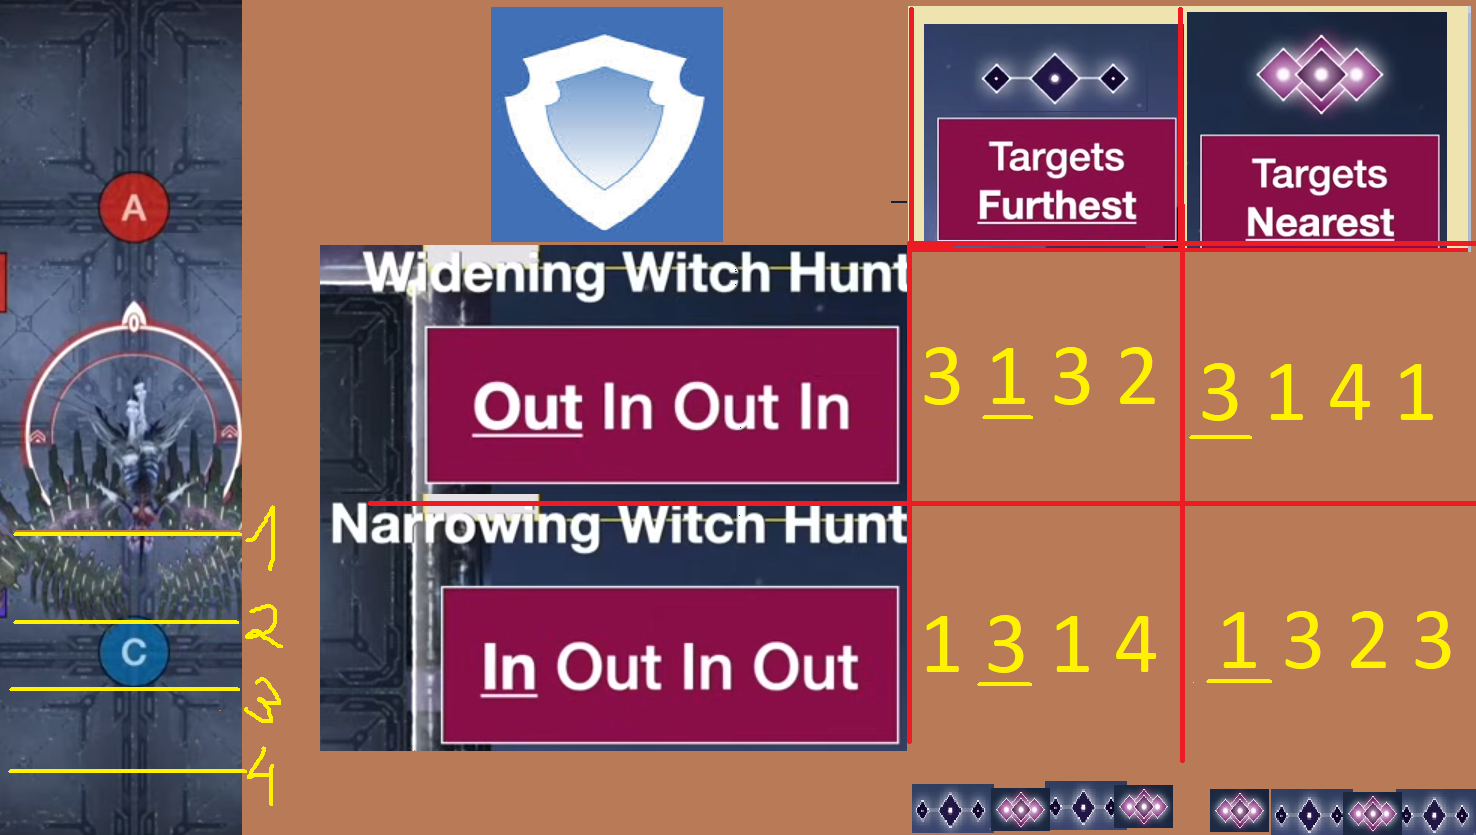 A
0
C
1
2
3
4
Targets
Furthest
Targets
Nearest
Widening Witch Hunt
Out In Out In
3 1 3 2
3 1 4 1
Narrowing Witch Hunt
In Out In Out
1 3 1 4
1 3 2 3